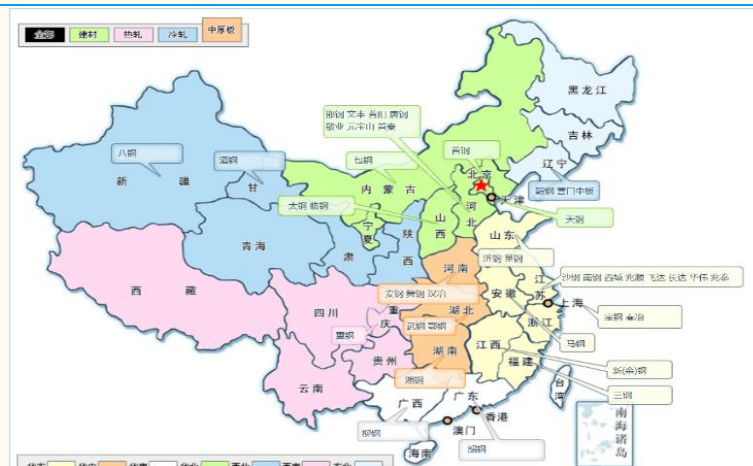 全部 建材 热轧 冷轧 中厚板
黑龙江
吉林
辽宁
鞍钢 营口中板
邯钢 文丰 首钢 唐钢
敬业 元宝山 首秦
首钢
北京
天津
天钢
八钢
新疆
酒钢
甘
肃
包钢
内蒙古
太钢 临钢
宁夏
山西
河北
陕西
青海
西藏
山东
济钢 莱钢
河南
江苏
沙钢 南钢 西城 兆顺 飞达 长达 华伟 兆泰
安钢 舞钢 汉冶
安徽
上海
四川
重庆
重钢
湖北
武钢 鄂钢
浙江
马钢
湖南
湘钢
江西
新(余)钢
贵州
福建
三钢
云南
台湾
广西
广东
柳钢
韶钢
香港
澳门
海南
南海诸岛